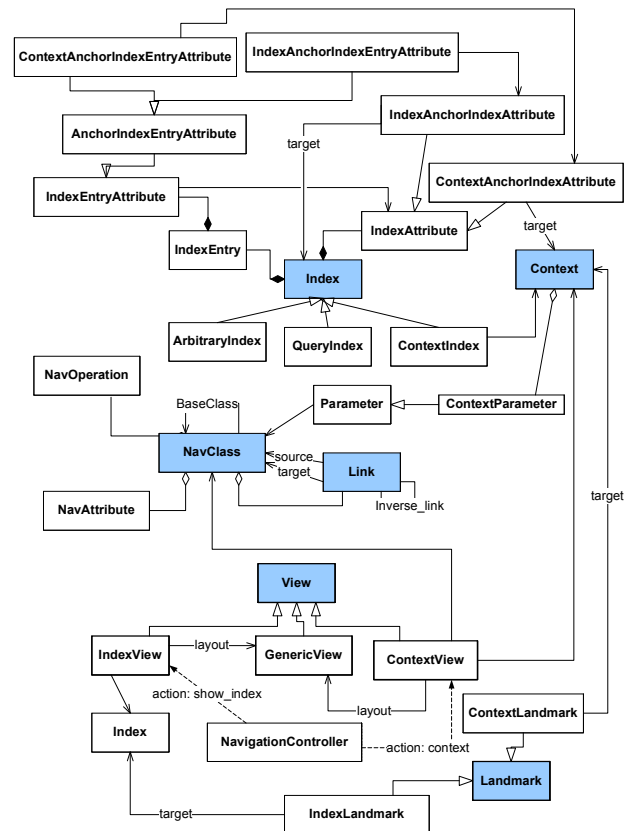 IndexAnchorIndexEntryAttribute
ContextAnchorIndexEntryAttribute
IndexAnchorIndexAttribute
AnchorIndexEntryAttribute
target
ContextAnchorIndexAttribute
IndexEntryAttribute
IndexAttribute
target
IndexEntry
Index
Context
ArbitraryIndex
QueryIndex
ContextIndex
NavOperation
BaseClass
Parameter
ContextParameter
NavClass
source
target
Link
Inverse_link
NavAttribute
target
View
IndexView
layout
GenericView
ContextView
action: show_index
layout
Index
NavigationController
action: context
ContextLandmark
Landmark
target
IndexLandmark